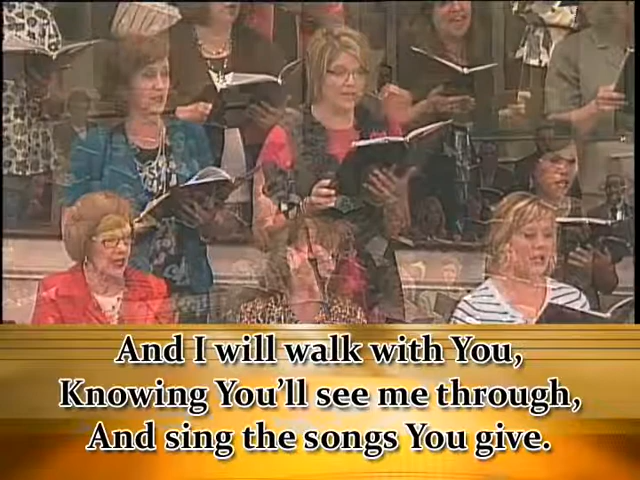 And I will walk with You,
Knowing You'll see me through,
And sing the songs You give.